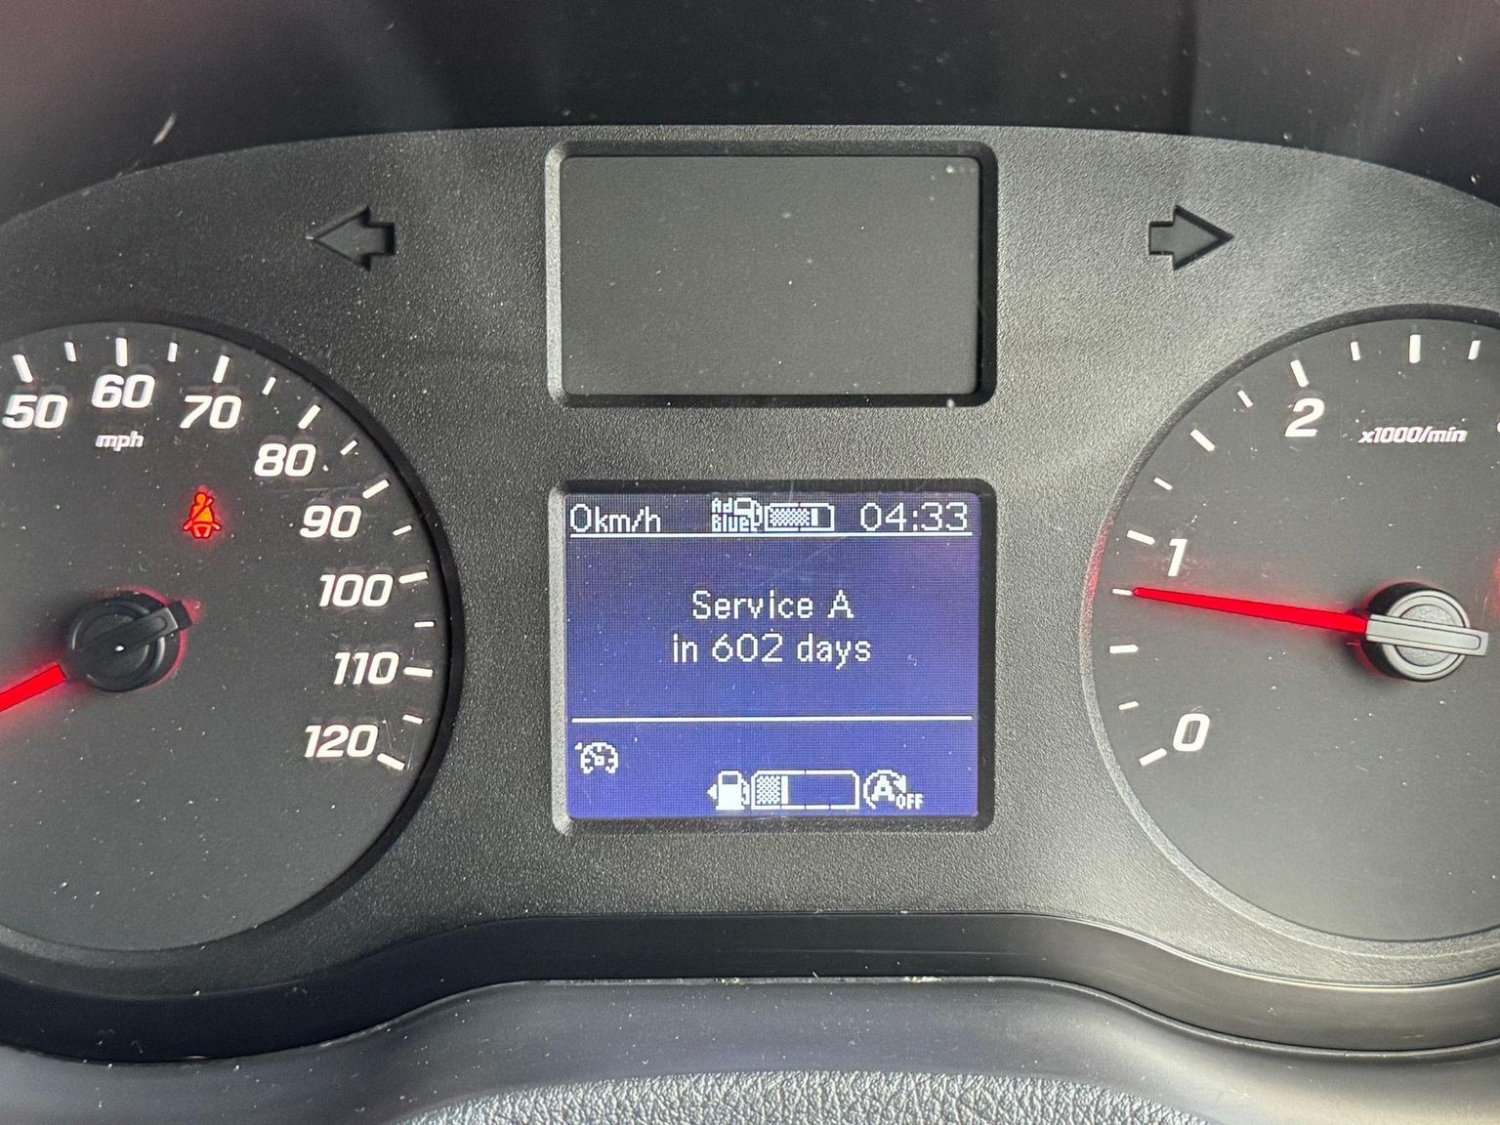 50
60
70
mph
80
90
100
110
120
0km/h
Ad
Blue
04:33
Service A
in 602 days
A
OFF
2
x1000/min
1
0